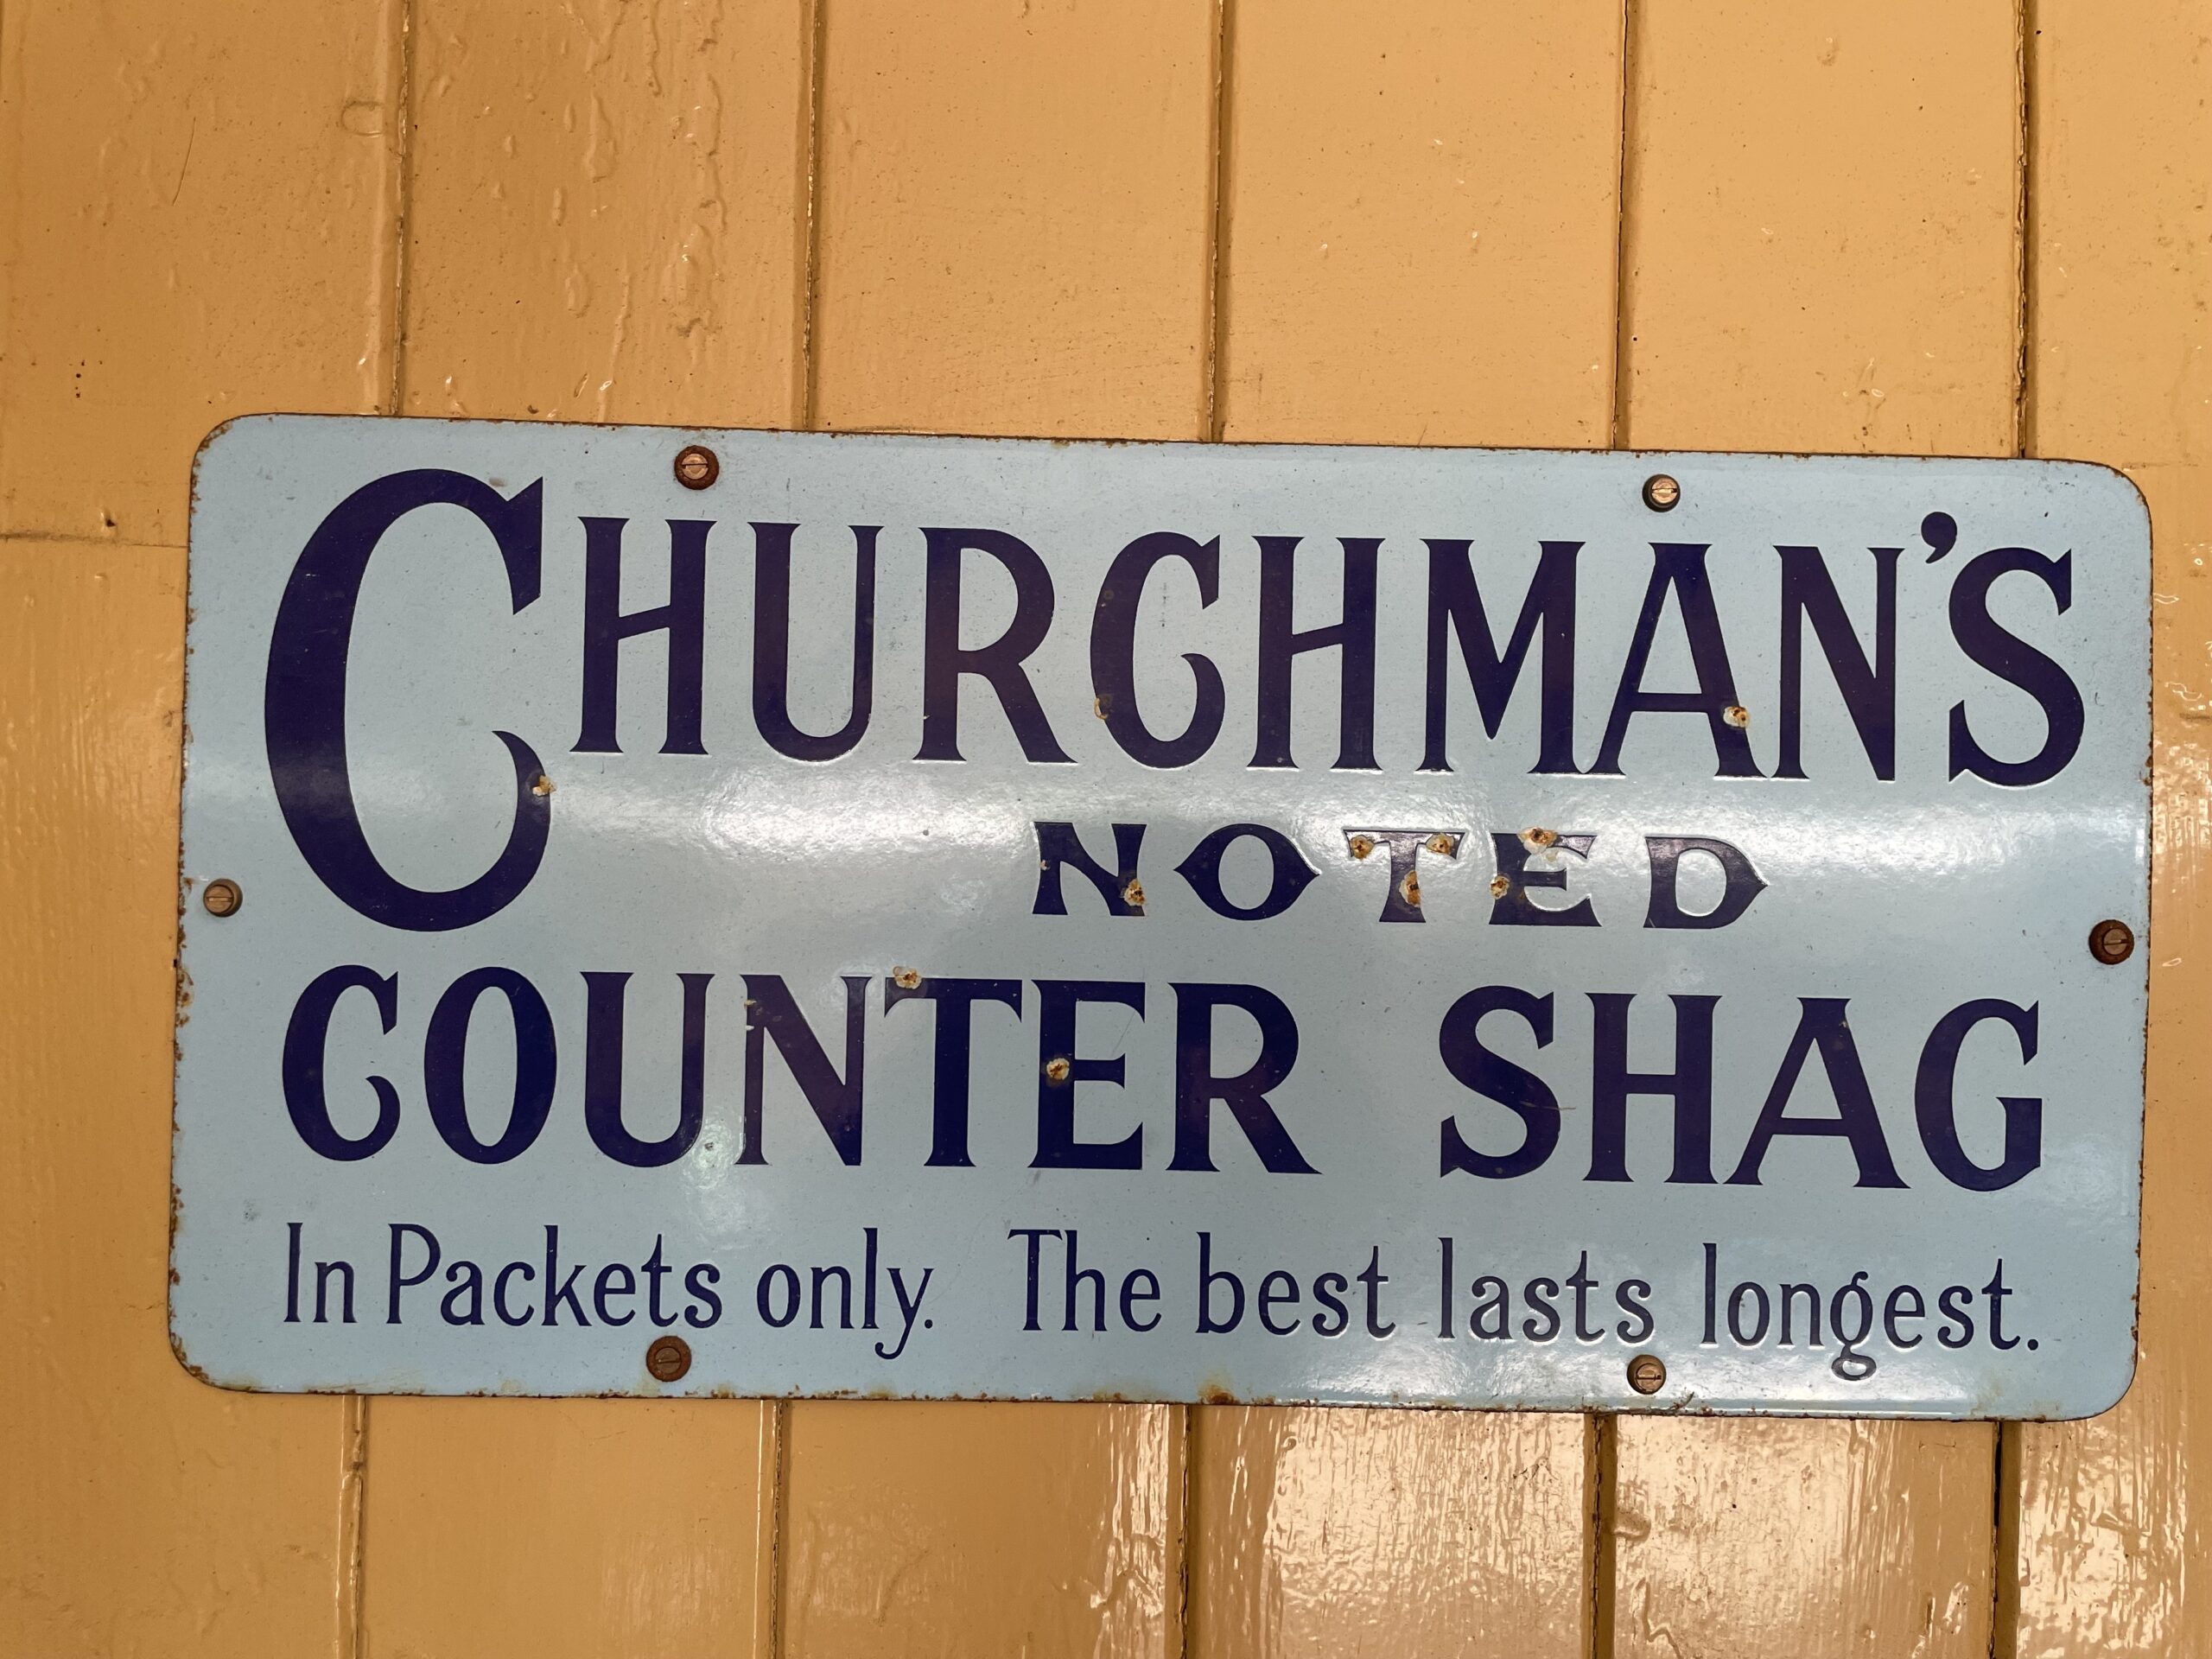 CHURCHMAN'S
NOTED
COUNTER SHAG
In Packets only. The best lasts longest.